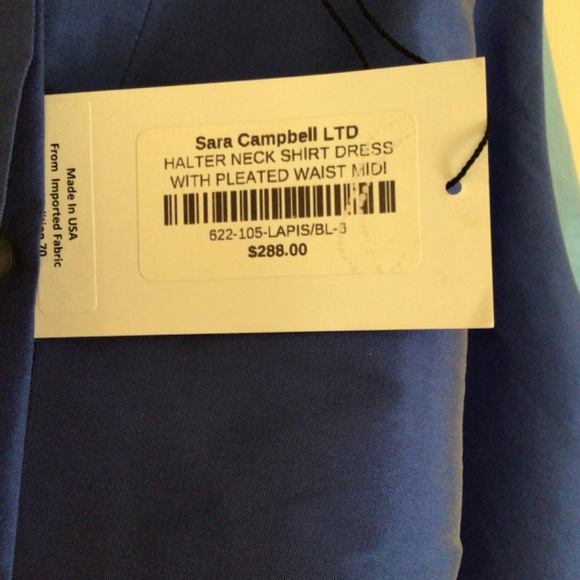 Sara Campbell LTD
HALTER NECK SHIRT DRESS
WITH PLEATED WAIST MIDI
622-105-LAPIS/BL-
$288.00
Made In USA
From Imported Fabric
70